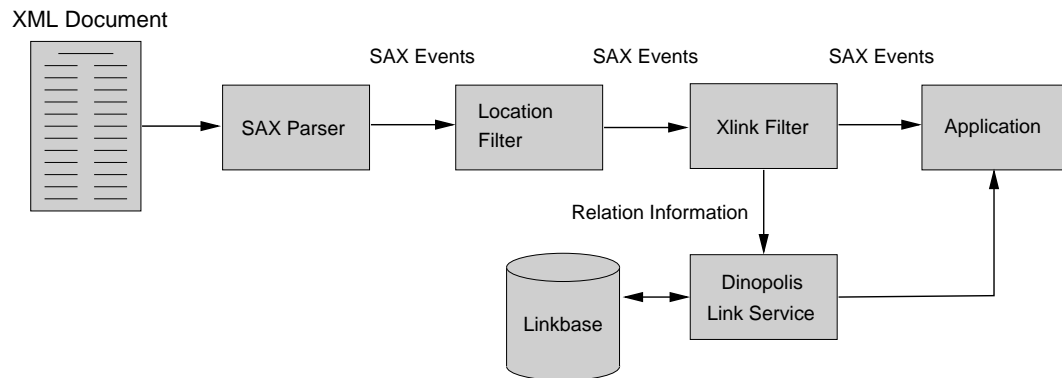 XML Document
SAX Events
SAX Events
SAX Events
SAX Parser
Location
Filter
Xlink Filter
Application
Relation Information
Dinopolis
Link Service
Linkbase